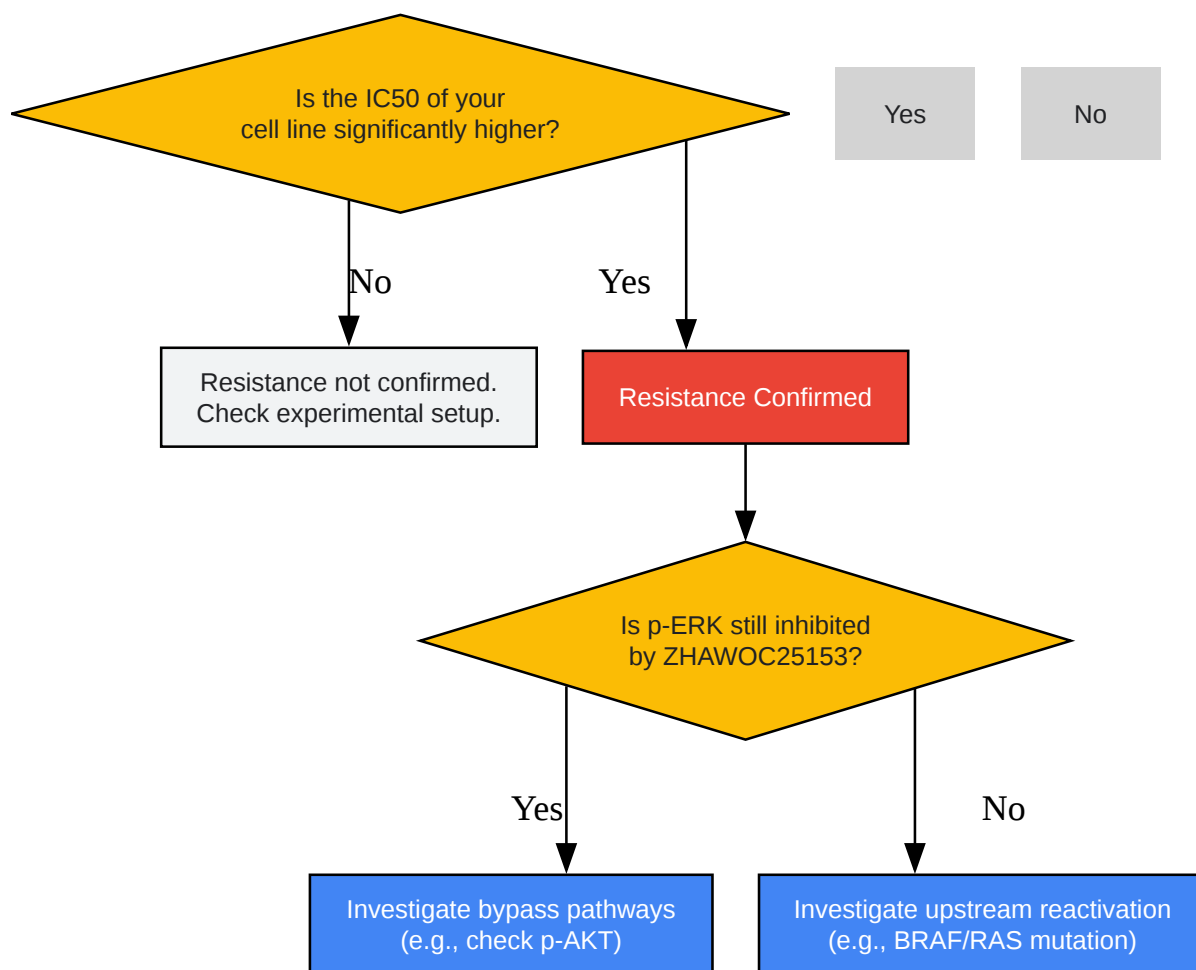 Is the IC50 of your
cell line significantly higher?
Yes
No
No
Yes
Resistance not confirmed.
Check experimental setup.
Resistance Confirmed
Is p-ERK still inhibited
by ZHAWOC25153?
Yes
No
Investigate bypass pathways
(e.g., check p-AKT)
Investigate upstream reactivation
(e.g., BRAF/RAS mutation)